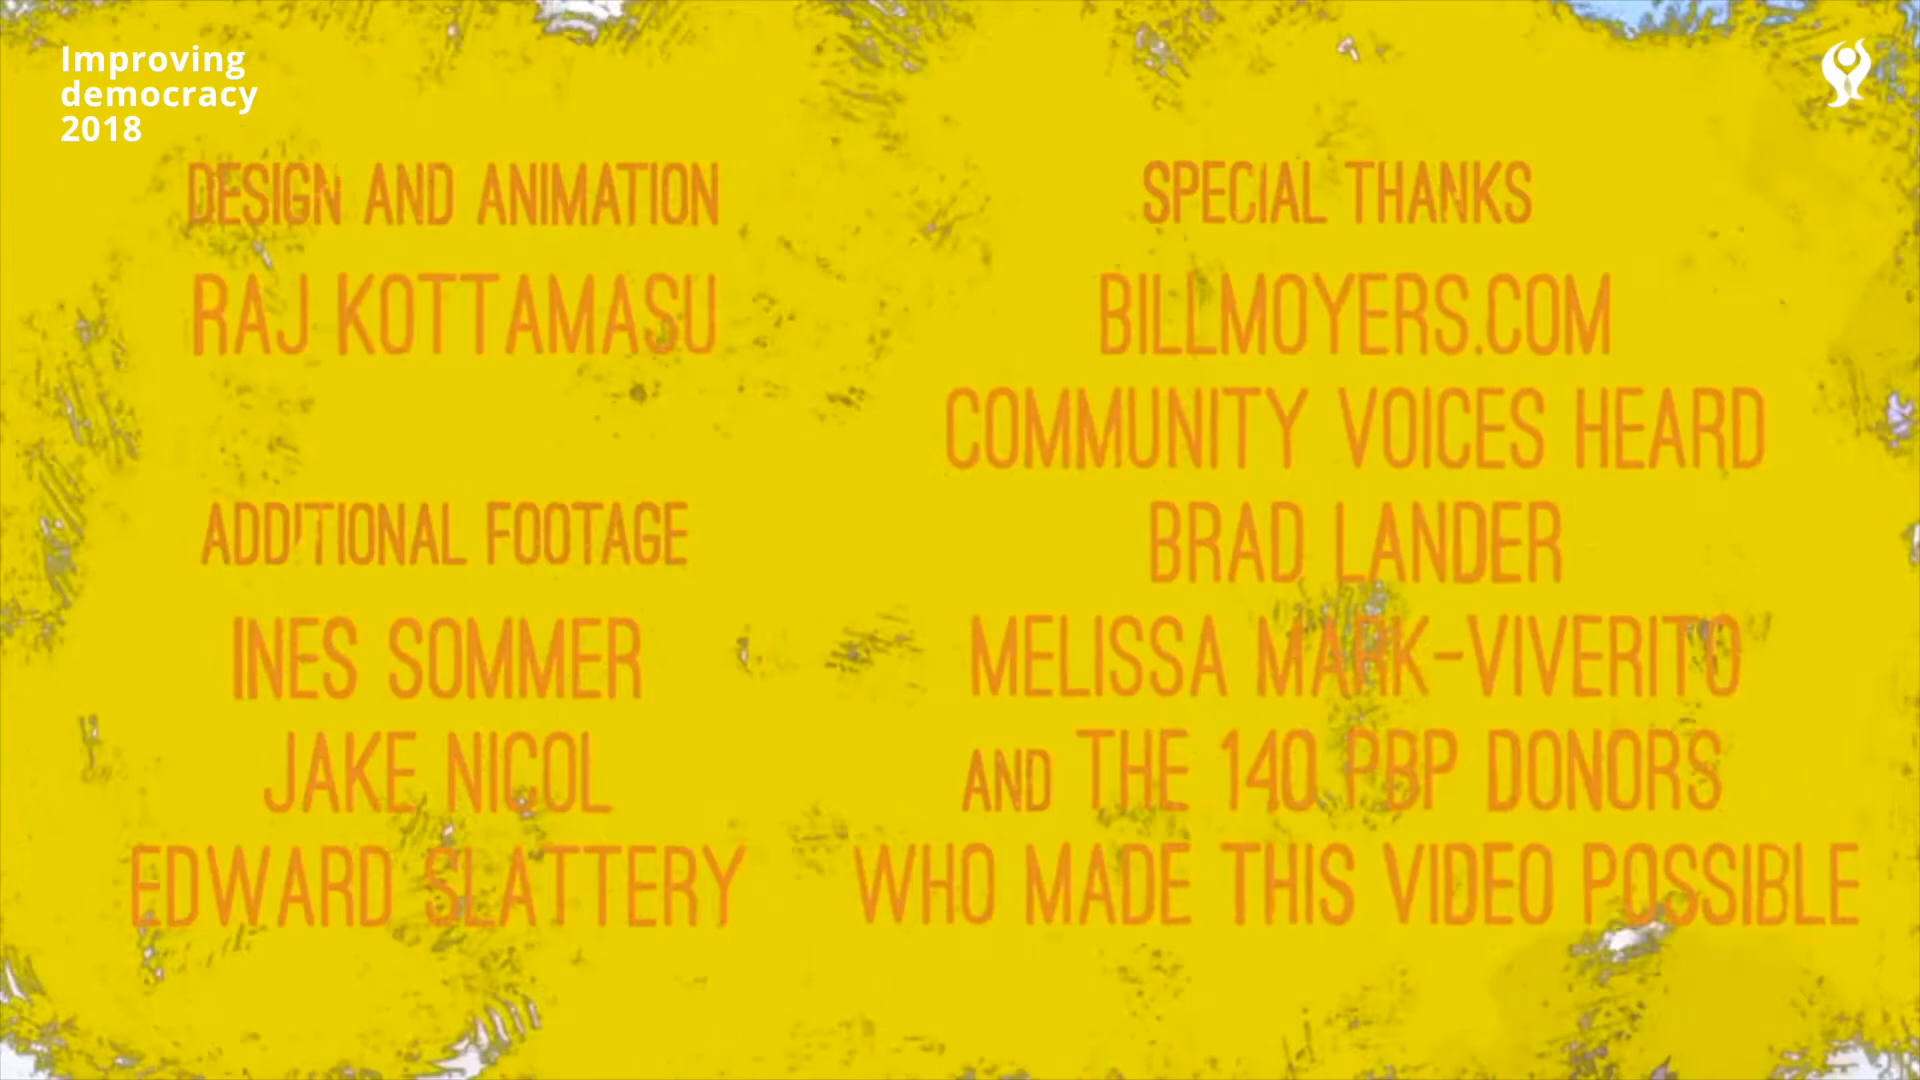 Improving
democracy
2018
DESIGN AND ANIMATION
RAJ KOTTAMASU
ADDITIONAL FOOTAGE
INES SOMMER
JAKE NICOL
EDWARD SLATTERY
SPECIAL THANKS
BILLMOYERS.COM
COMMUNITY VOICES HEARD
BRAD LANDER
MELISSA MARK-VIVERITO
AND THE 140 PBP DONORS
WHO MADE THIS VIDEO POSSIBLE